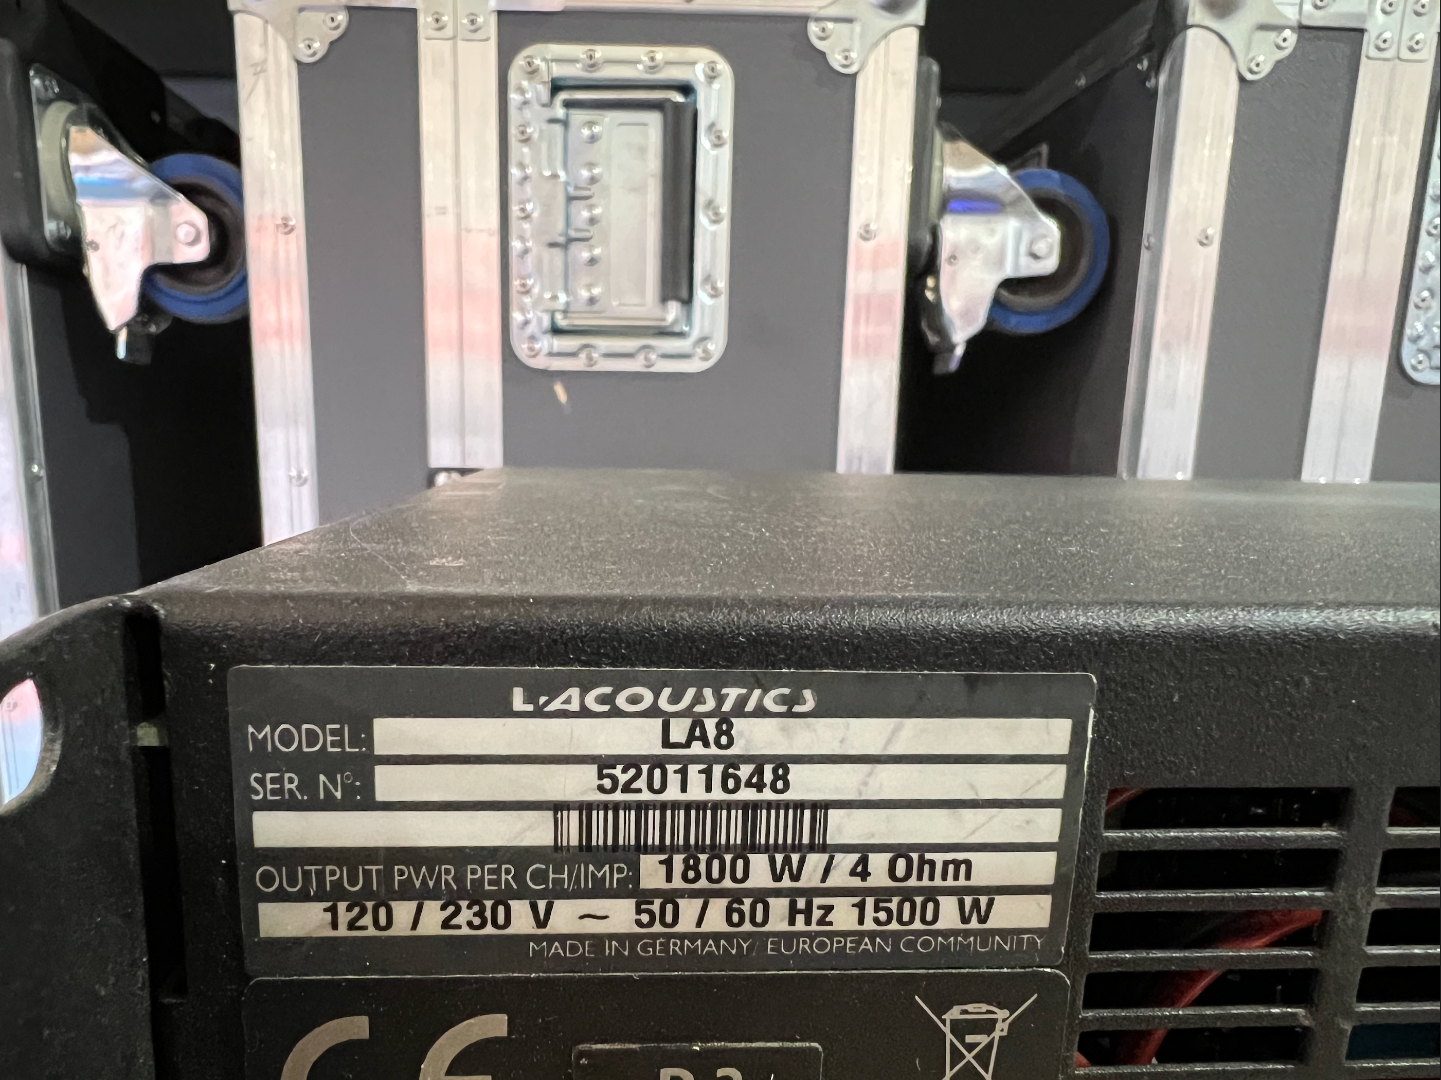 L-ACOUSTICS
MODEL: LA8
SER. N°: 52011648
OUTPUT PWR PER CH/IMP: 1800 W / 4 Ohm
120 / 230 V ~ 50 / 60 Hz 1500 W
MADE IN GERMANY/ EUROPEAN COMMUNITY
CE